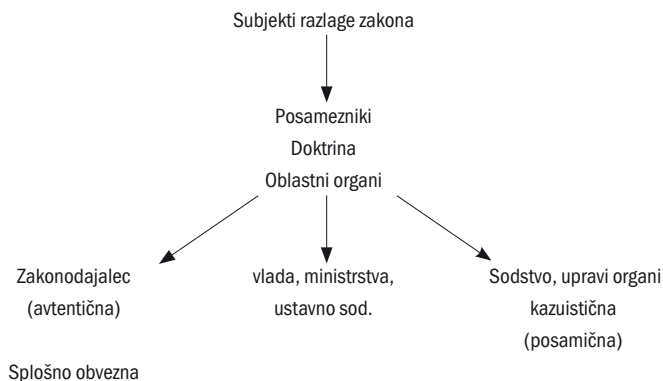 Subjekti razlage zakona
Posamezniki
Doktrina
Oblastni organi
Zakonodajalec
(avtentična)
vlada, ministrstva,
ustavno sod.
Sodstvo, upravi organi
kazuistična
(posamična)
Splošno obvezna